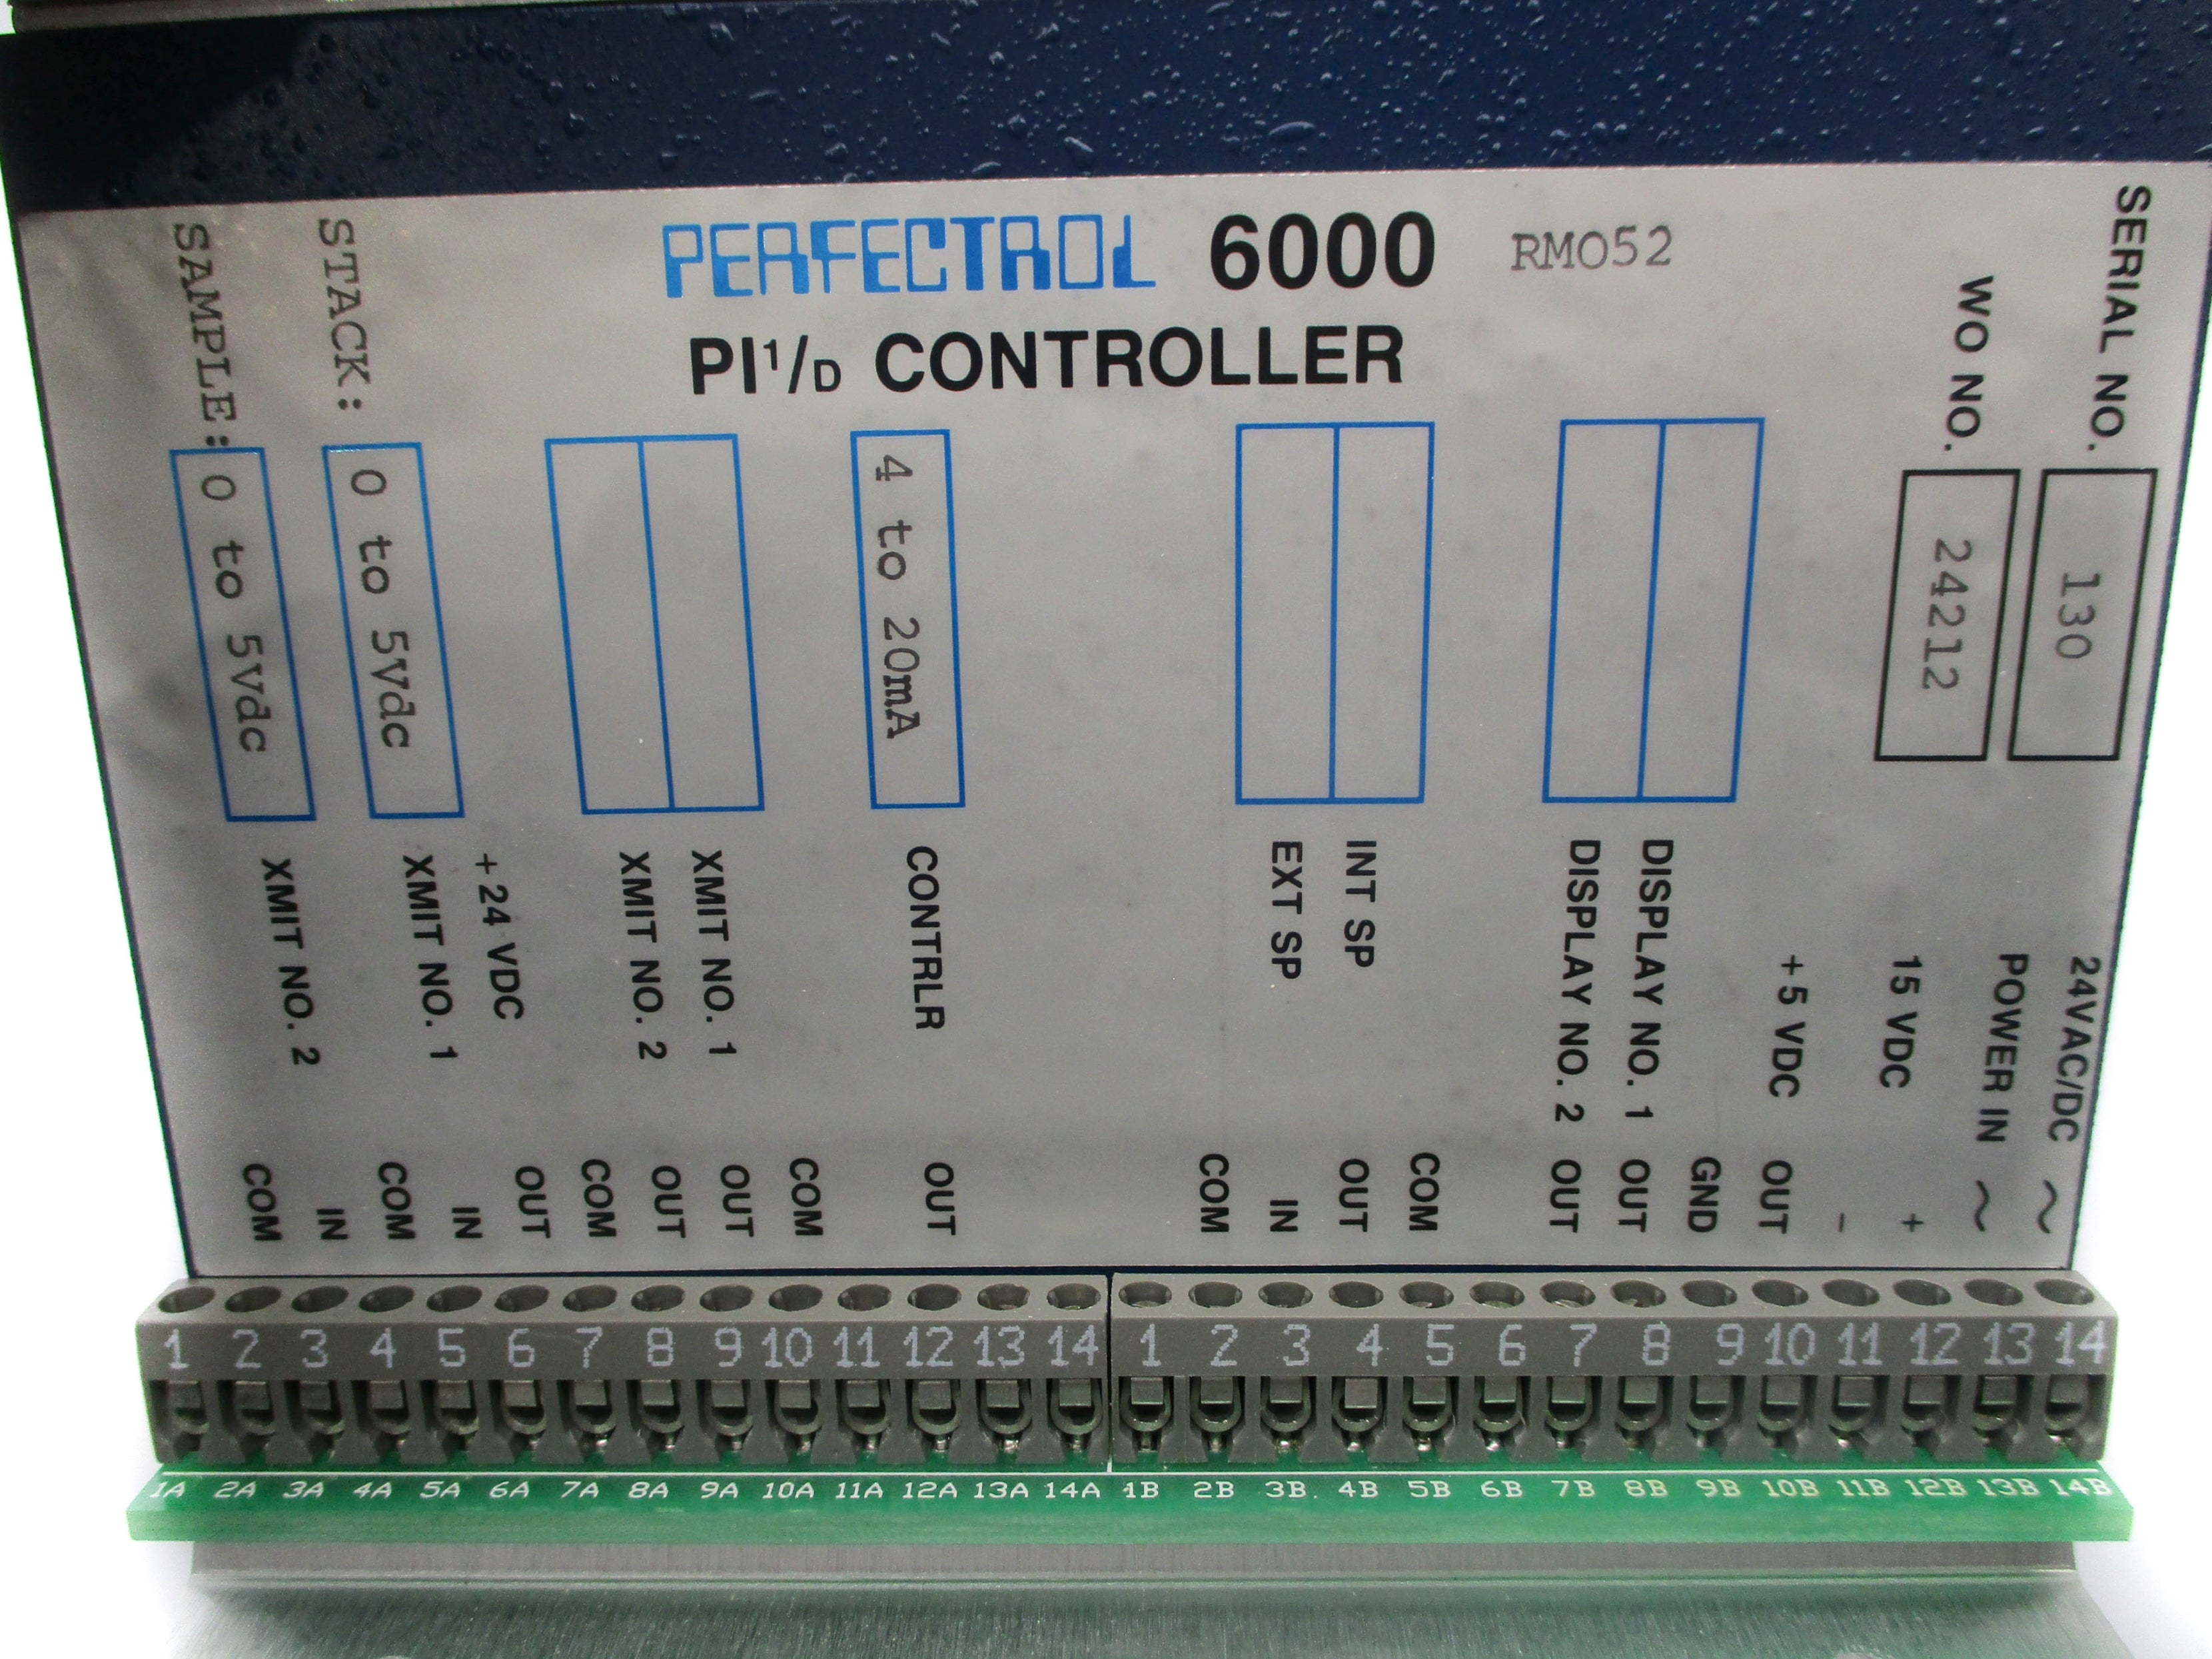 PERFECTROL 6000 RMO52
PI¹/D CONTROLLER
SAMPLE: 0 to 5Vdc
STACK: 0 to 5Vdc
4 to 20mA
WO NO. 24212
SERIAL NO. 130
XMIT NO. 2
XMIT NO. 1
+24 VDC
XMIT NO. 2
XMIT NO. 1
CONTRLR
EXT SP
INT SP
DISPLAY NO. 2
DISPLAY NO. 1
+5 VDC
15 VDC
POWER IN
24VAC/DC
COM
IN
COM
IN
OUT
COM
OUT
OUT
COM
OUT
COM
IN
OUT
COM
OUT
OUT
GND
OUT
-
+
~
~
1 2 3 4 5 6 7 8 9 10 11 12 13 14 1 2 3 4 5 6 7 8 9 10 11 12 13 14
1A 2A 3A 4A 5A 6A 7A 8A 9A 10A 11A 12A 13A 14A 1B 2B 3B. 4B 5B 6B 7B 8B 9B 10B 11B 12B 13B 14B